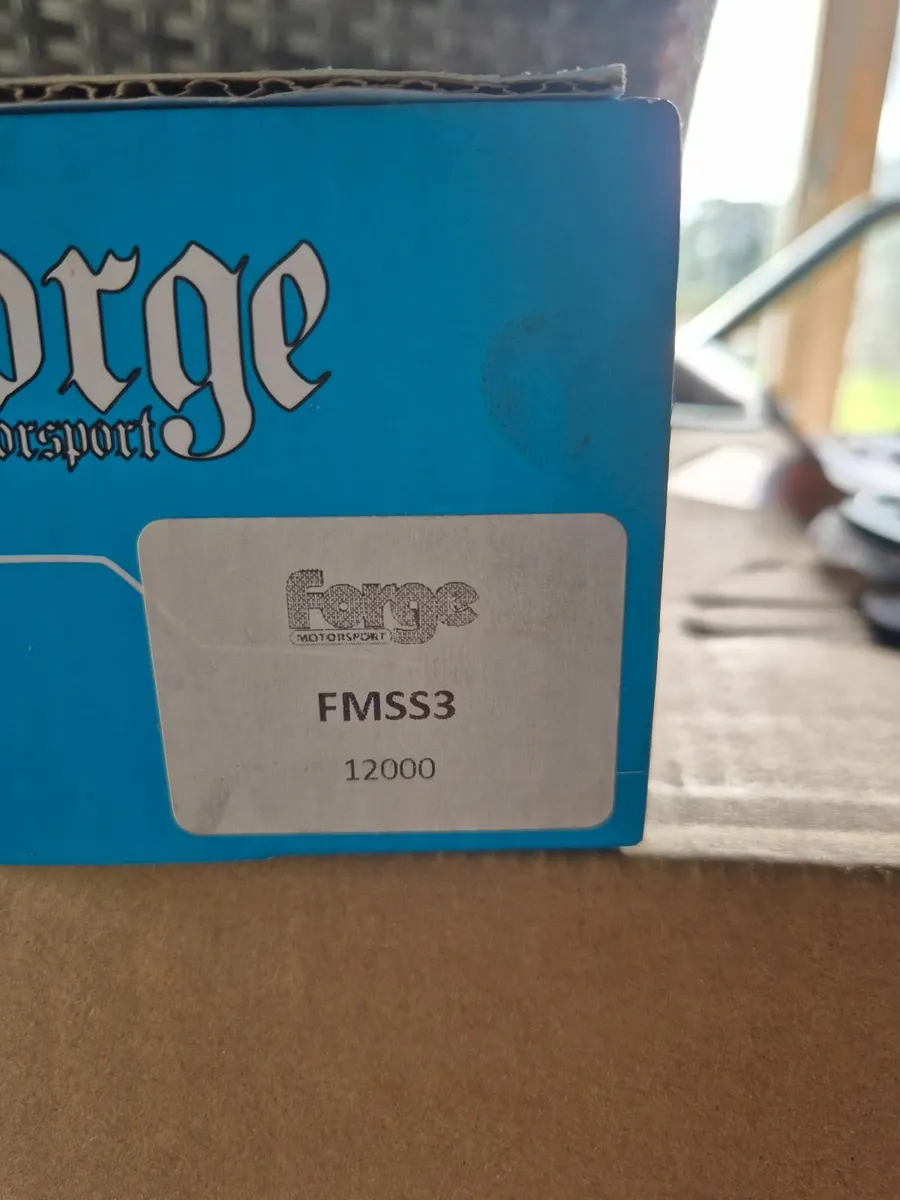 orge
orsport
forge
MOTORSPORT
FMSS3
12000